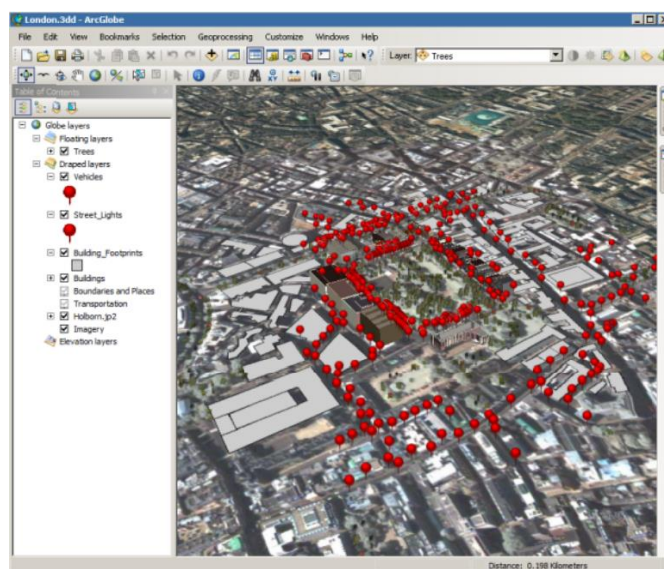 London.3dd - ArcGlobe
File Edit View Bookmarks Selection Geoprocessing Customize Windows Help
Layer: Trees
Table of Contents
Globe layers
Floating layers
Trees
Draped layers
Vehicles
Street_Lights
Building_Footprints
Buildings
Boundaries and Places
Transportation
Holborn.jp2
Imagery
Elevation layers
Distance: 0.198 Kilometers